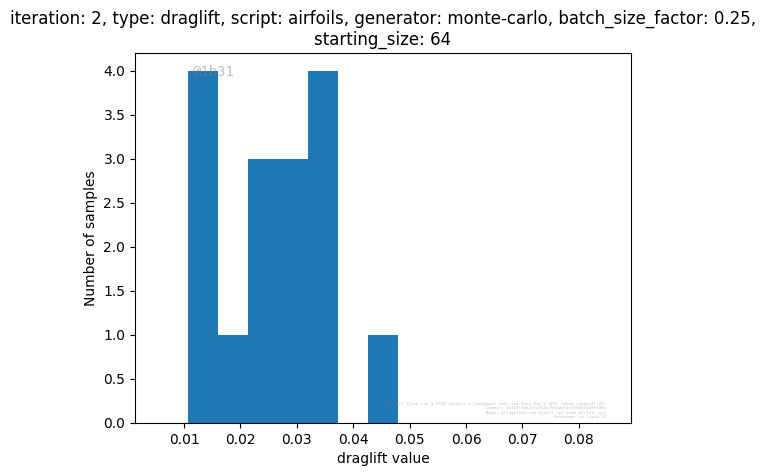 iteration: 2, type: draglift, script: airfoils, generator: monte-carlo, batch_size_factor: 0.25,
starting_size: 64
@1b31
4.0
3.5
3.0
2.5
2.0
1.5
1.0
0.5
0.0
Number of samples
0.01 0.02 0.03 0.04 0.05 0.06 0.07 0.08
draglift value